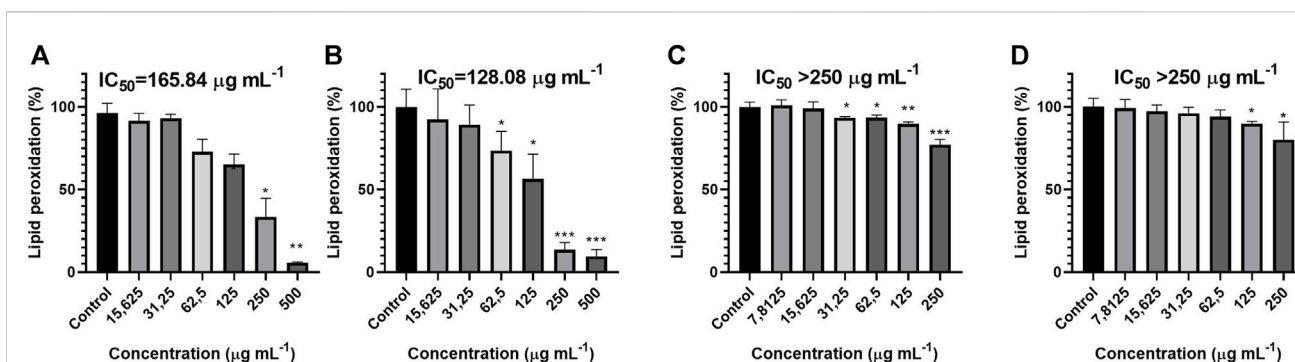 A
IC50=165.84 μg mL-1
Lipid peroxidation (%)
100
50
0
*
**
Control
15,625
31,25
62,5
125
250
500
Concentration (μg mL-1)
B
IC50=128.08 μg mL-1
Lipid peroxidation (%)
100
50
0
*
*
***
***
Control
15,625
31,25
62,5
125
250
500
Concentration (μg mL-1)
C
IC50 >250 μg mL-1
Lipid peroxidation (%)
100
50
0
*
*
**
***
Control
7,8125
15,625
31,25
62,5
125
250
Concentration (μg mL-1)
D
IC50 >250 μg mL-1
Lipid peroxidation (%)
100
50
0
*
*
Control
7,8125
15,625
31,25
62,5
125
250
Concentration (μg mL-1)